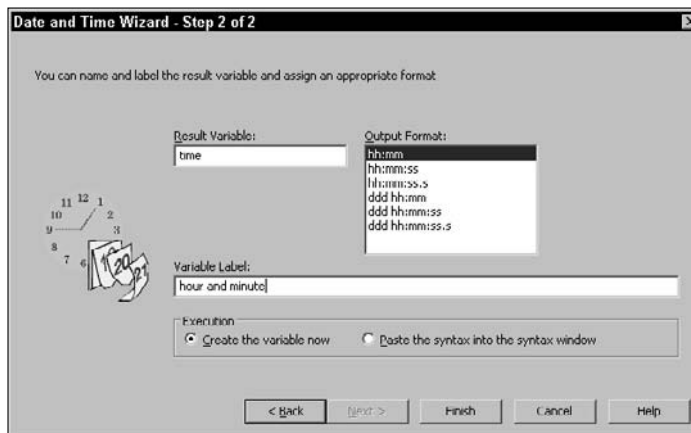 Date and Time Wizard - Step 2 of 2
You can name and label the result variable and assign an appropriate format
Result Variable:
time
Output Format:
hh:mm
hh:mm:ss
hh:mm:ss.s
ddd hh:mm
ddd hh:mm:ss
ddd hh:mm:ss.s
11 12 1
10 2
9 3
8
7 6
19 20 21
Variable Label:
hour and minute
Execution
Create the variable now
Paste the syntax into the syntax window
< Back
Next >
Finish
Cancel
Help